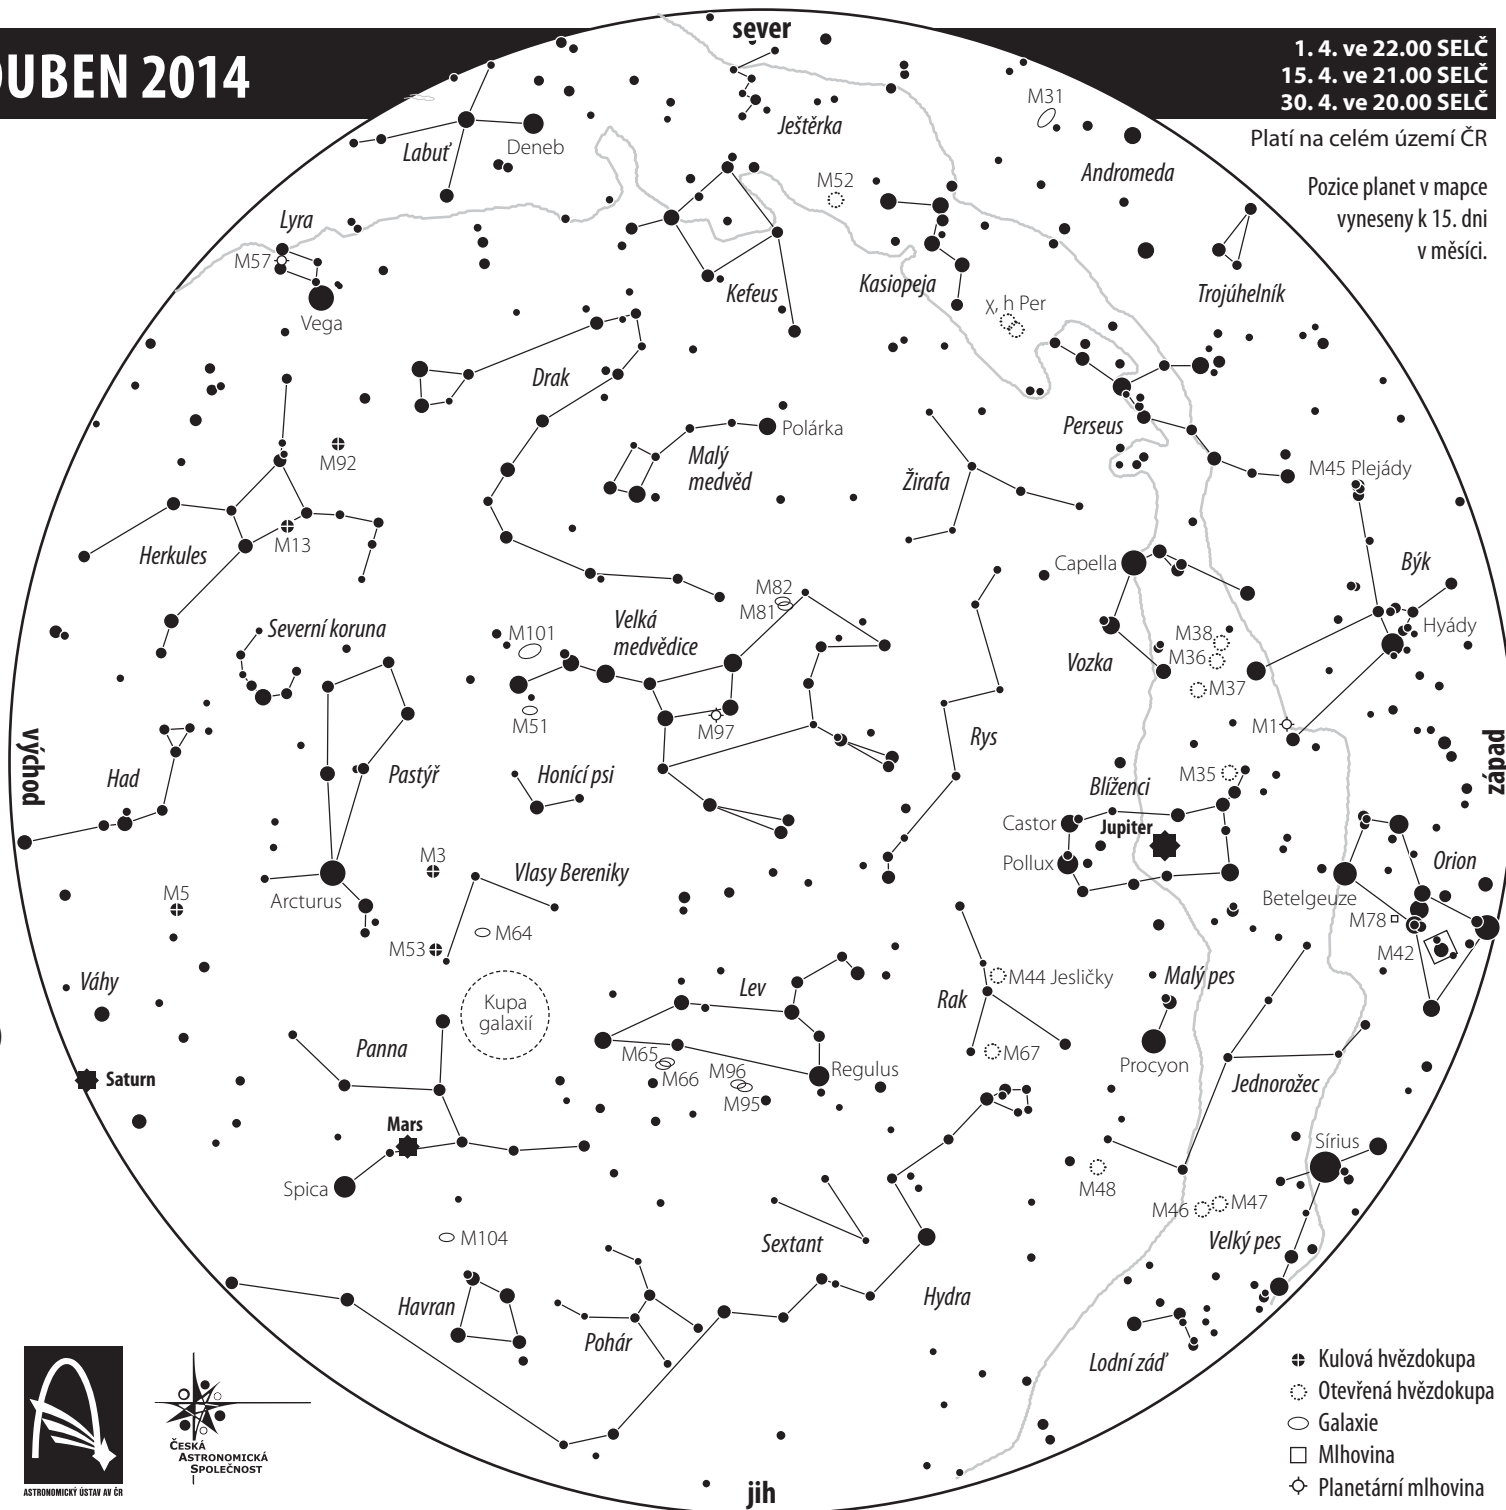 DUBEN 2014
1. 4. ve 22.00 SELČ
15. 4. ve 21.00 SELČ
30. 4. ve 20.00 SELČ
Platí na celém území ČR
Pozice planet v mapce
vyneseny k 15. dni
v měsíci.
sever
M31
Ještěrka
Labuť
Deneb
Andromeda
M52
Lyra
M57
Vega
Kefeus
Kasiopeja
χ, h Per
Trojúhelník
Drak
Polárka
Perseus
M92
Malý
medvěd
Žirafa
M45 Plejády
M13
Herkules
Capella
Býk
M82
M81
Velká
medvědice
Severní koruna
M101
M38
M36
M37
Vozka
Hyády
M51
M97
M1
Rys
východ
západ
Had
Pastýř
Honící psi
M35
Blíženci
Castor
Jupiter
Pollux
Orion
M3
Vlasy Bereniky
Arcturus
M5
Betelgeuze
M78
M42
M64
M53
Váhy
Kupa
galaxií
Lev
Rak
M44 Jesličky
Malý pes
Panna
M65
M66
M96
M95
Regulus
M67
Procyon
Jednorožec
Saturn
Mars
Spica
Sírius
M48
M46
M47
M104
Sextant
Velký pes
Havran
Pohár
Hydra
Lodní záď
jih
Kulová hvězdokupa
Otevřená hvězdokupa
Galaxie
Mlhovina
Planetární mlhovina
ASTRONOMICKÝ ÚSTAV AV ČR
ČESKÁ
ASTRONOMICKÁ
SPOLEČNOST